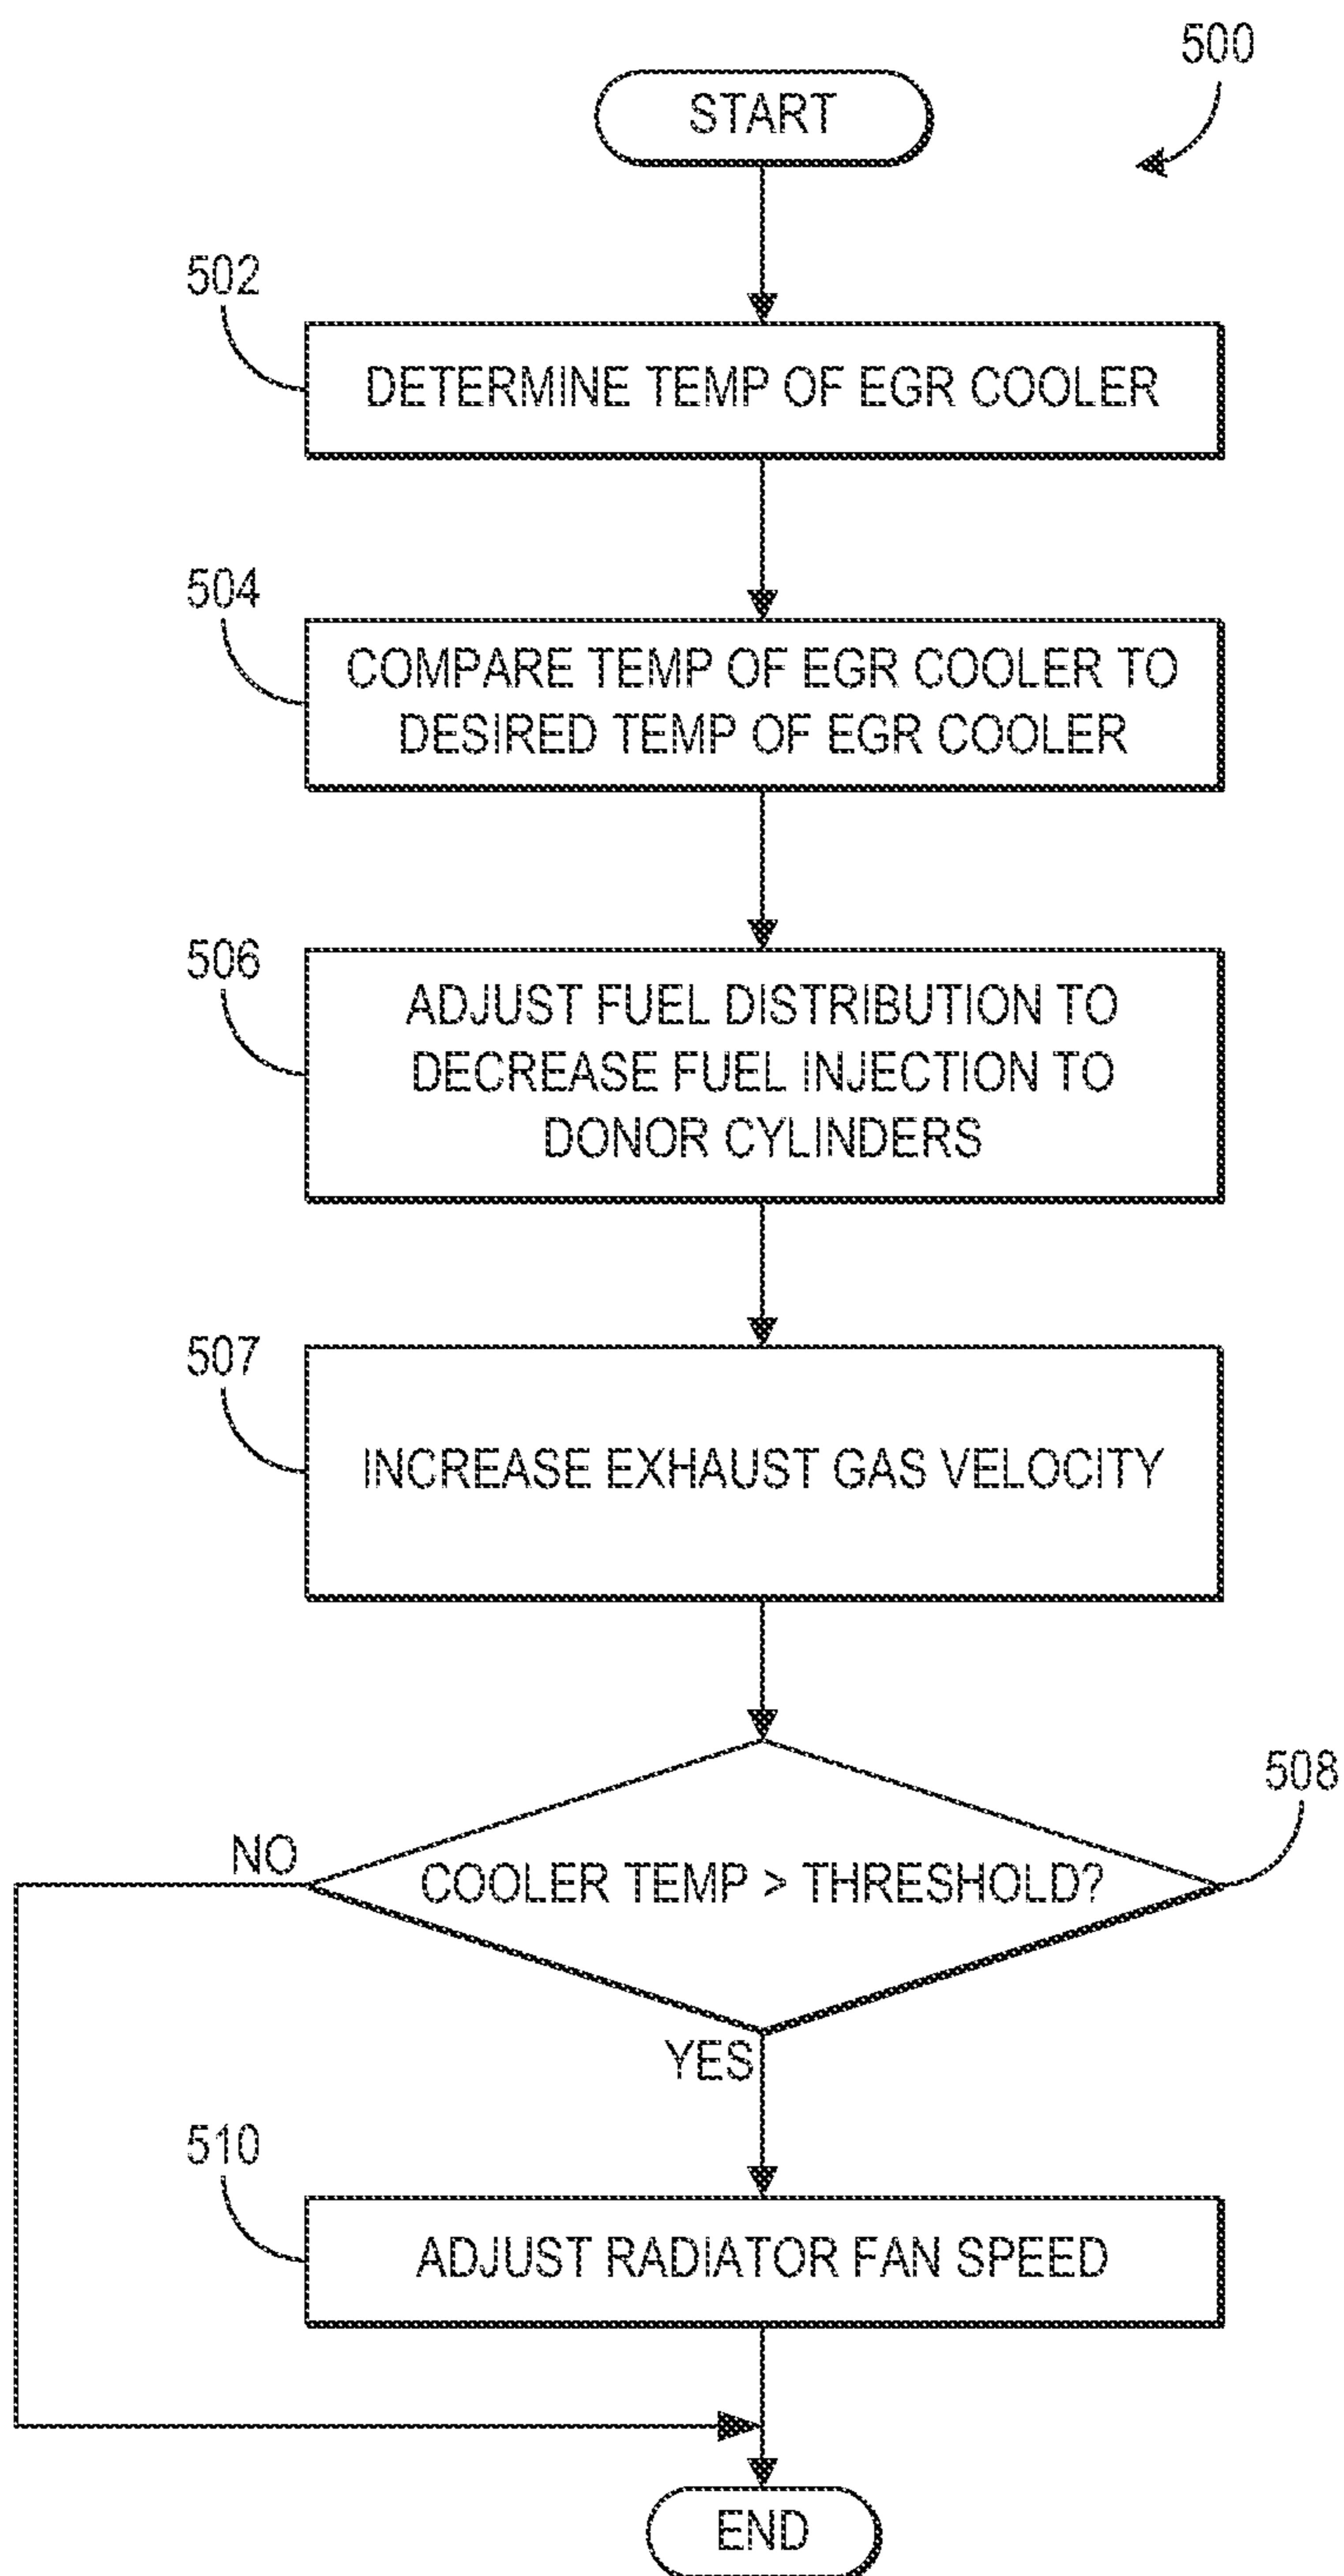 500
START
502
DETERMINE TEMP OF EGR COOLER
504
COMPARE TEMP OF EGR COOLER TO
DESIRED TEMP OF EGR COOLER
506
ADJUST FUEL DISTRIBUTION TO
DECREASE FUEL INJECTION TO
DONOR CYLINDERS
507
INCREASE EXHAUST GAS VELOCITY
508
NO
COOLER TEMP > THRESHOLD?
YES
510
ADJUST RADIATOR FAN SPEED
END